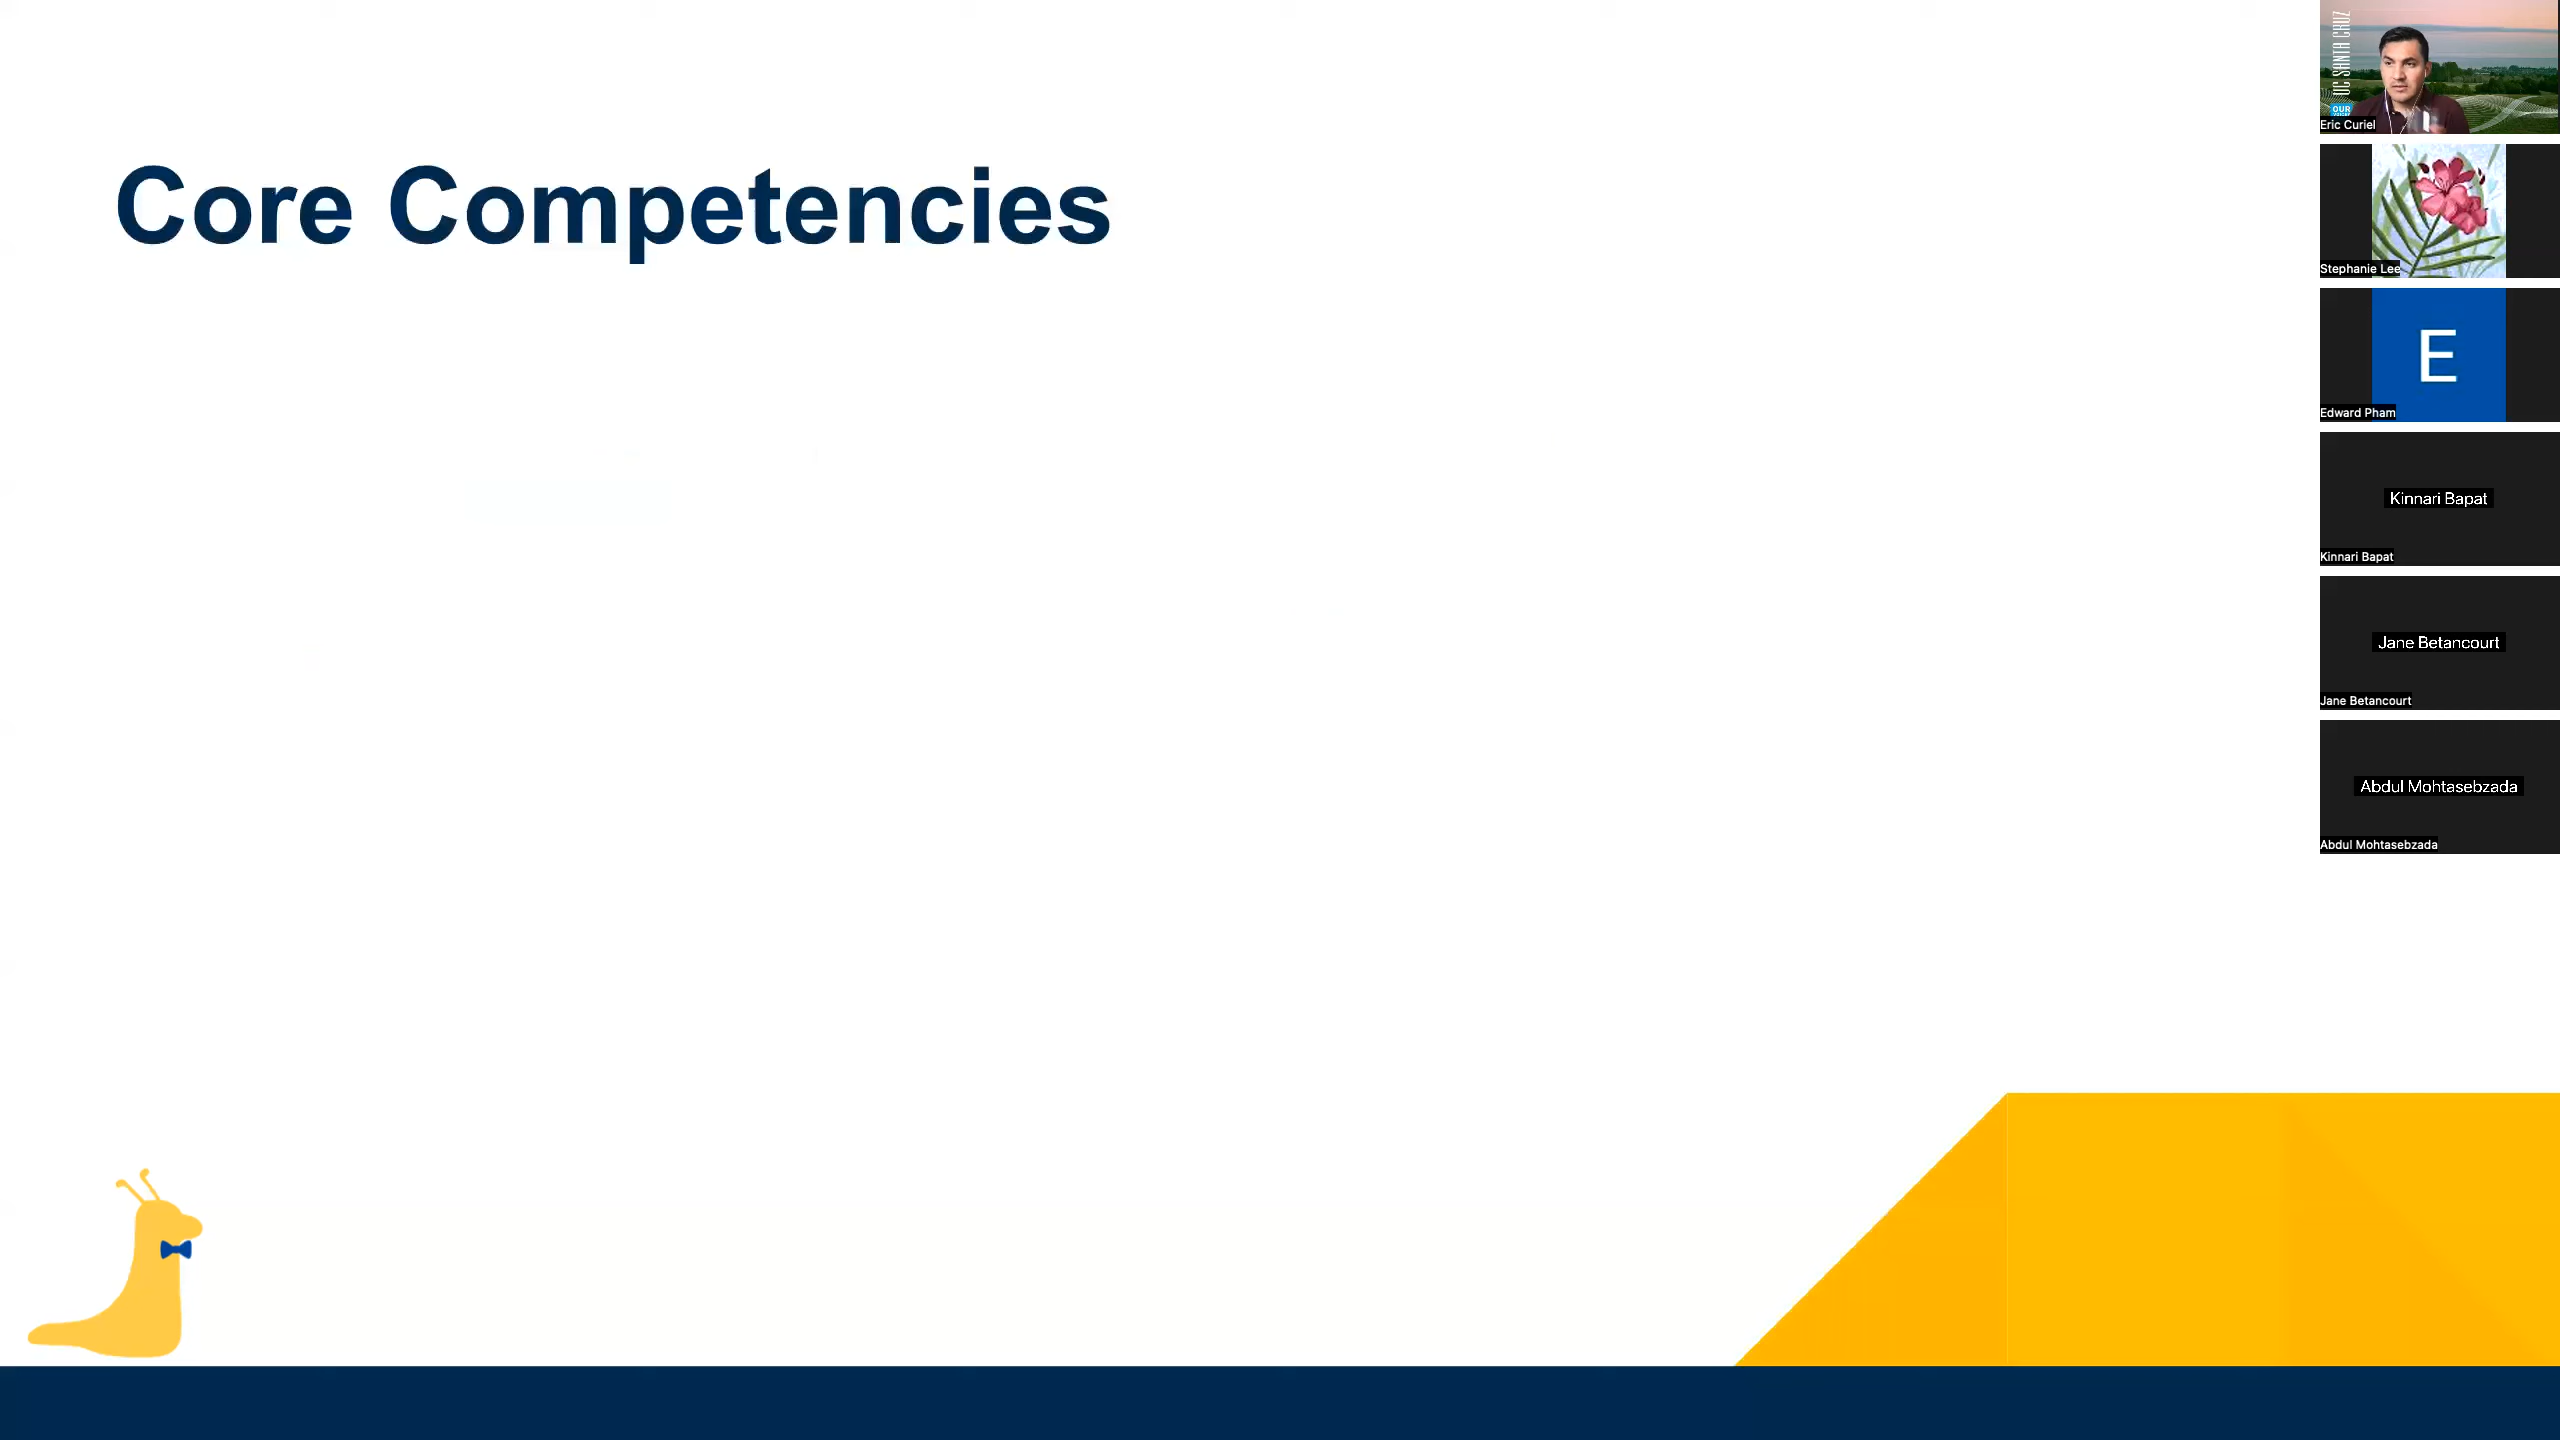 Core Competencies
UC SANTA CRUZ
OUR
Eric Curiel
Stephanie Lee
E
Edward Pham
Kinnari Bapat
Kinnari Bapat
Jane Betancourt
Jane Betancourt
Abdul Mohtasebzada
Abdul Mohtasebzada